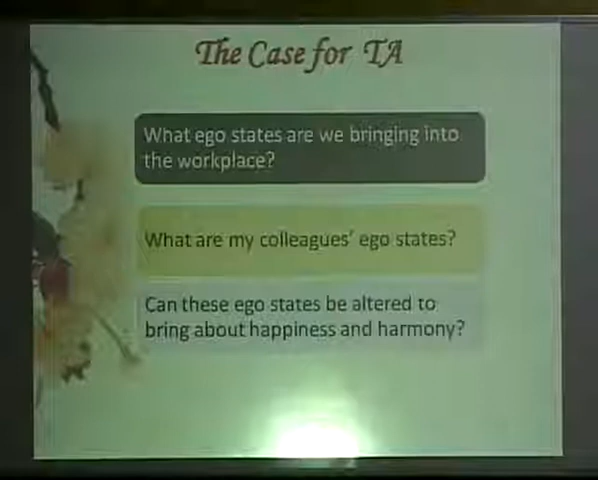 The Case for TA
What ego states are we bringing into
the workplace?
What are my colleagues' ego states?
Can these ego states be altered to
bring about happiness and harmony?